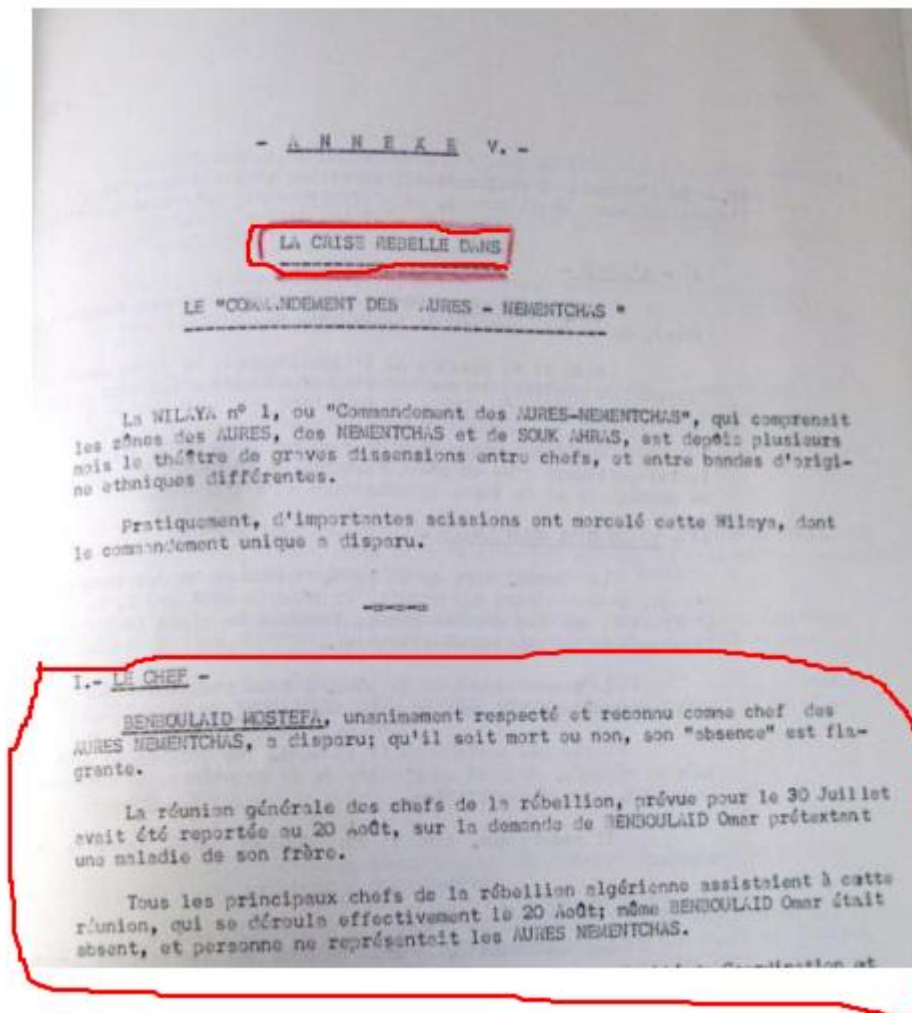 - A N N E X E V. -
LA CRISE REBELLE DANS
LE "COMMANDEMENT DES AURES - NEMENTCHAS "
La WILAYA nº 1, ou "Commandement des AURES-NEMENTCHAS", qui comprenait
les zônes des AURES, des NEMENTCHAS et de SOUK AHRAS, est depuis plusieurs
mois le théâtre de graves dissensions entre chefs, et entre bandes d'origi-
ne ethniques différentes.
Pratiquement, d'importantes scissions ont morcelé cette Wilaya, dont
le commandement unique a disparu.
-=-=-=
I.- LE CHEF -
BENBOULAID MOSTEFA, unanimement respecté et reconnu comme chef des
AURES NEMENTCHAS, a disparu; qu'il soit mort ou non, son "absence" est fla-
grante.
La réunion générale des chefs de la rébellion, prévue pour le 30 Juillet
avait été reportée au 20 Août, sur la demande de BENBOULAID Omar prétextant
une maladie de son frère.
Tous les principaux chefs de la rébellion algérienne assistaient à cette
réunion, qui se déroula effectivement le 20 Août; même BENBOULAID Omar était
absent, et personne ne représentait les AURES NEMENTCHAS.
Coordination et